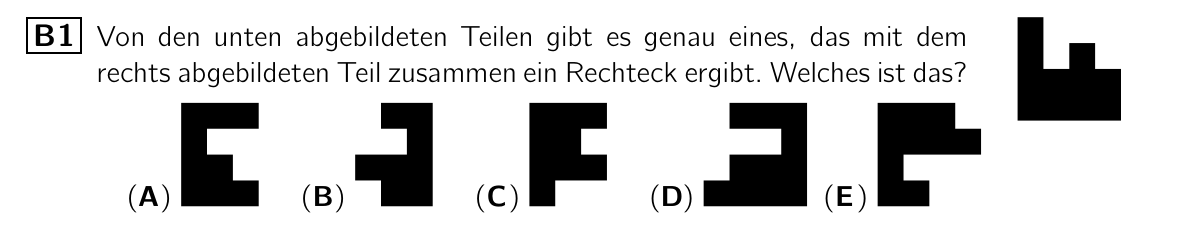 B1 Von den unten abgebildeten Teilen gibt es genau eines, das mit dem
rechts abgebildeten Teil zusammen ein Rechteck ergibt. Welches ist das?
(A) (B) (C) (D) (E)